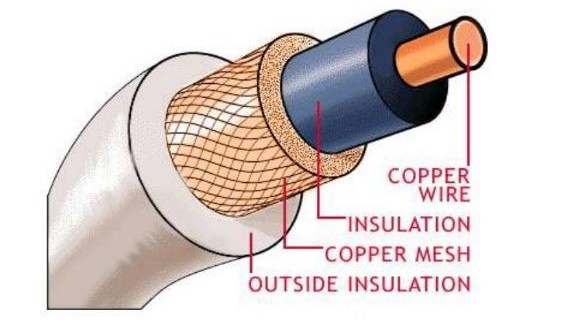 COPPER
WIRE
INSULATION
COPPER MESH
OUTSIDE INSULATION